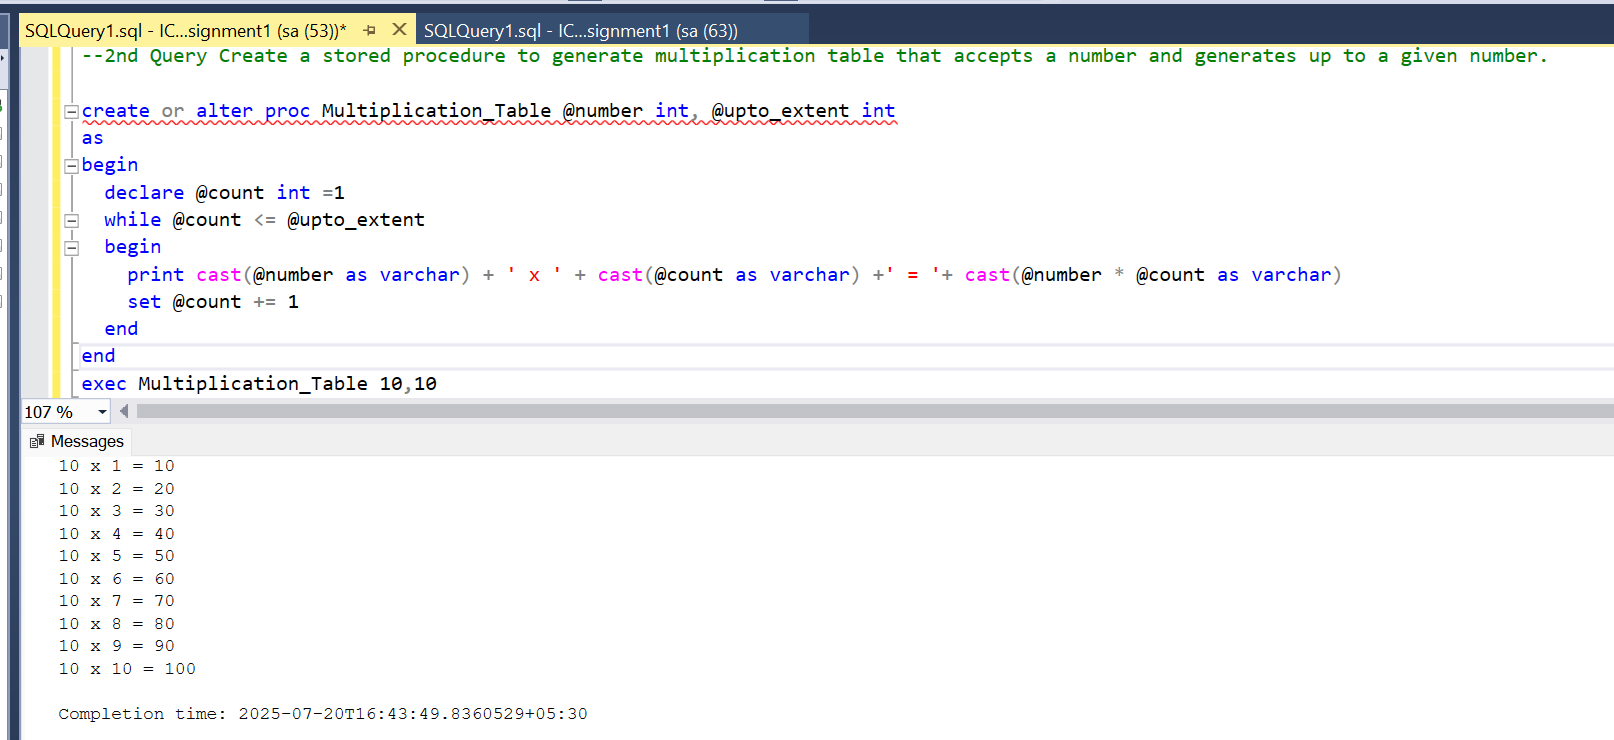 SQLQuery1.sql - IC...signment1 (sa (53))* SQLQuery1.sql - IC...signment1 (sa (63))
--2nd Query Create a stored procedure to generate multiplication table that accepts a number and generates up to a given number.
create or alter proc Multiplication_Table @number int, @upto_extent int
as
begin
declare @count int =1
while @count <= @upto_extent
begin
print cast(@number as varchar) + ' x ' + cast(@count as varchar) +' = '+ cast(@number * @count as varchar)
set @count += 1
end
end
exec Multiplication_Table 10,10
107 %
Messages
10 x 1 = 10
10 x 2 = 20
10 x 3 = 30
10 x 4 = 40
10 x 5 = 50
10 x 6 = 60
10 x 7 = 70
10 x 8 = 80
10 x 9 = 90
10 x 10 = 100
Completion time: 2025-07-20T16:43:49.8360529+05:30